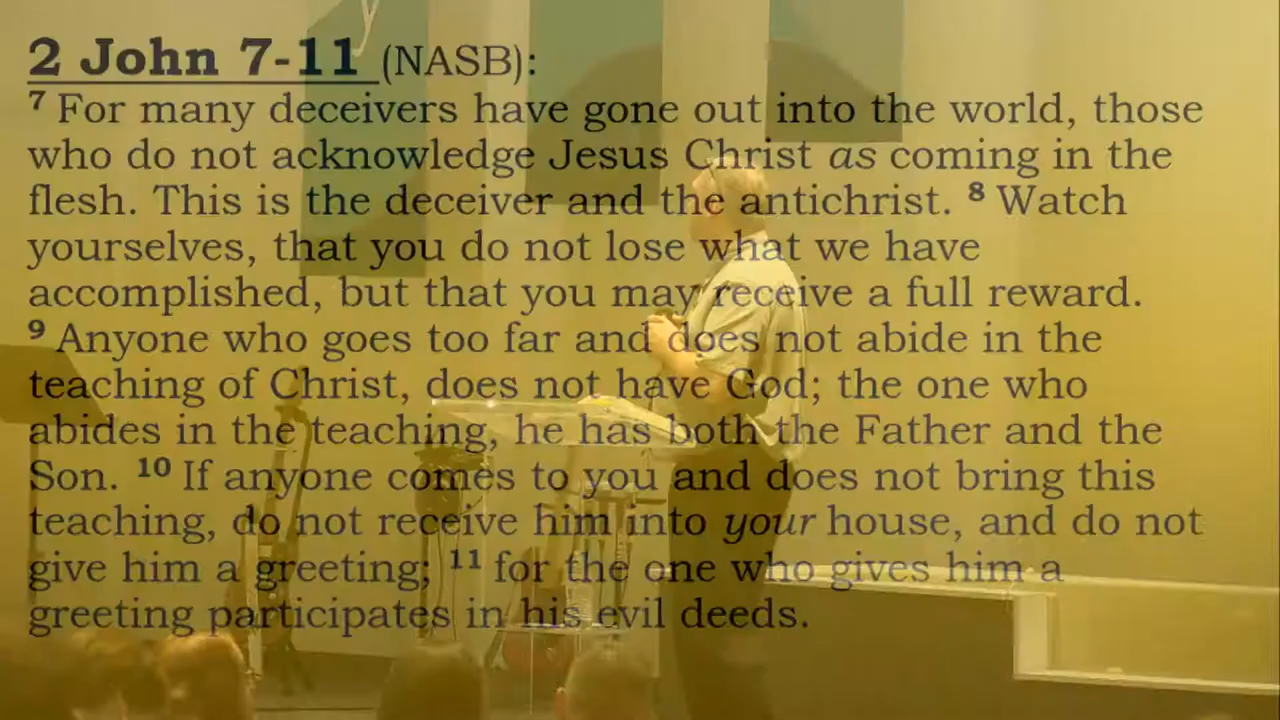 2 John 7-11 (NASB):
7 For many deceivers have gone out into the world, those
who do not acknowledge Jesus Christ as coming in the
flesh. This is the deceiver and the antichrist. 8 Watch
yourselves, that you do not lose what we have
accomplished, but that you may receive a full reward.
9 Anyone who goes too far and does not abide in the
teaching of Christ, does not have God; the one who
abides in the teaching, he has both the Father and the
Son. 10 If anyone comes to you and does not bring this
teaching, do not receive him into your house, and do not
give him a greeting; 11 for the one who gives him a
greeting participates in his evil deeds.